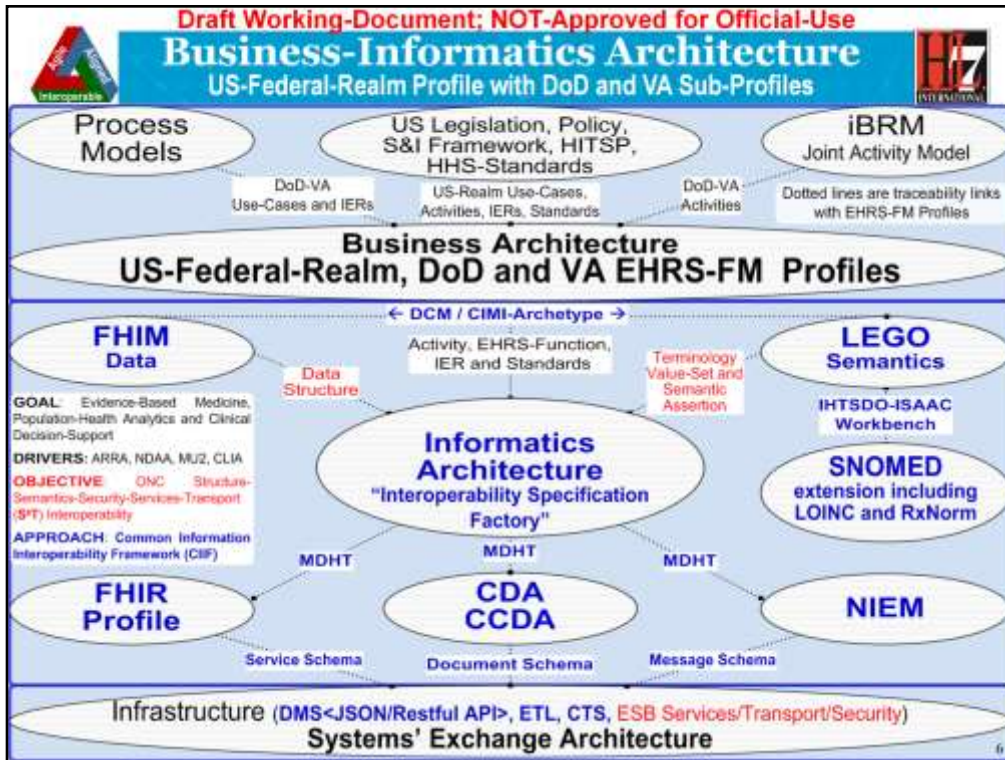 Draft Working-Document; NOT-Approved for Official-Use
Business-Informatics Architecture
US-Federal-Realm Profile with DoD and VA Sub-Profiles
Agile
Aligned
Interoperable
HL7
INTERNATIONAL
Process
Models
US Legislation, Policy,
S&I Framework, HITSP,
HHS-Standards
iBRM
Joint Activity Model
DoD-VA
Use-Cases and IERs
US-Realm Use-Cases,
Activities, IERs, Standards
DoD-VA
Activities
Dotted lines are traceability links
with EHRS-FM Profiles
Business Architecture
US-Federal-Realm, DoD and VA EHRS-FM Profiles
← DCM / CIMI-Archetype →
FHIM
Data
Data
Structure
Activity, EHRS-Function,
IER and Standards
Terminology
Value-Set and
Semantic
Assertion
LEGO
Semantics
GOAL: Evidence-Based Medicine,
Population-Health Analytics and Clinical
Decision-Support
DRIVERS: ARRA, NDAA, MU2, CLIA
OBJECTIVE: ONC Structure-
Semantics-Security-Services-Transport
Interoperability
APPROACH: Common Information
Interoperability Framework (CIIF)
Informatics
Architecture
“Interoperability Specification
Factory”
IHTSDO-ISAAC
Workbench
SNOMED
extension including
LOINC and RxNorm
MDHT
MDHT
MDHT
FHIR
Profile
CDA
CCDA
NIEM
Service Schema
Document Schema
Message Schema
Infrastructure (DMS<JSON/Restful API>, ETL, CTS, ESB Services/Transport/Security)
Systems’ Exchange Architecture
6